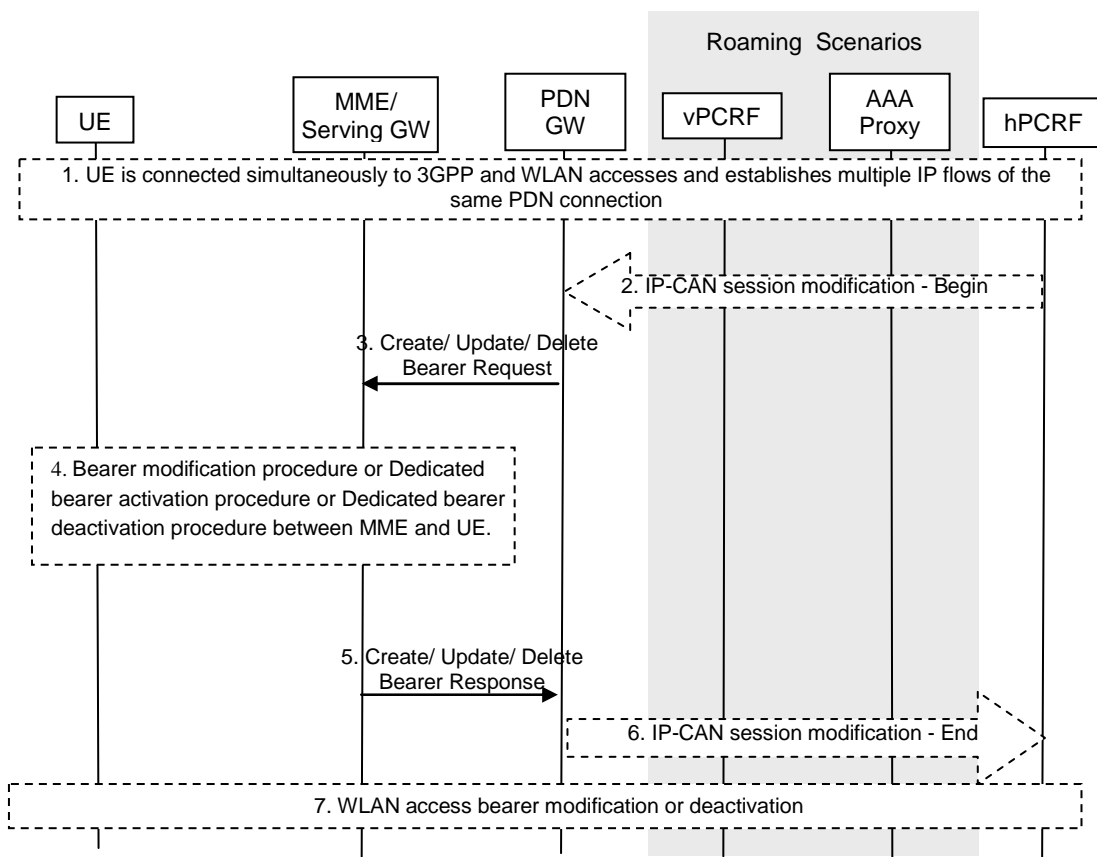 Roaming Scenarios
UE
MME/
Serving GW
PDN
GW
vPCRF
AAA
Proxy
hPCRF
1. UE is connected simultaneously to 3GPP and WLAN accesses and establishes multiple IP flows of the
same PDN connection
2. IP-CAN session modification - Begin
3. Create/ Update/ Delete
Bearer Request
4. Bearer modification procedure or Dedicated
bearer activation procedure or Dedicated bearer
deactivation procedure between MME and UE.
5. Create/ Update/ Delete
Bearer Response
6. IP-CAN session modification - End
7. WLAN access bearer modification or deactivation